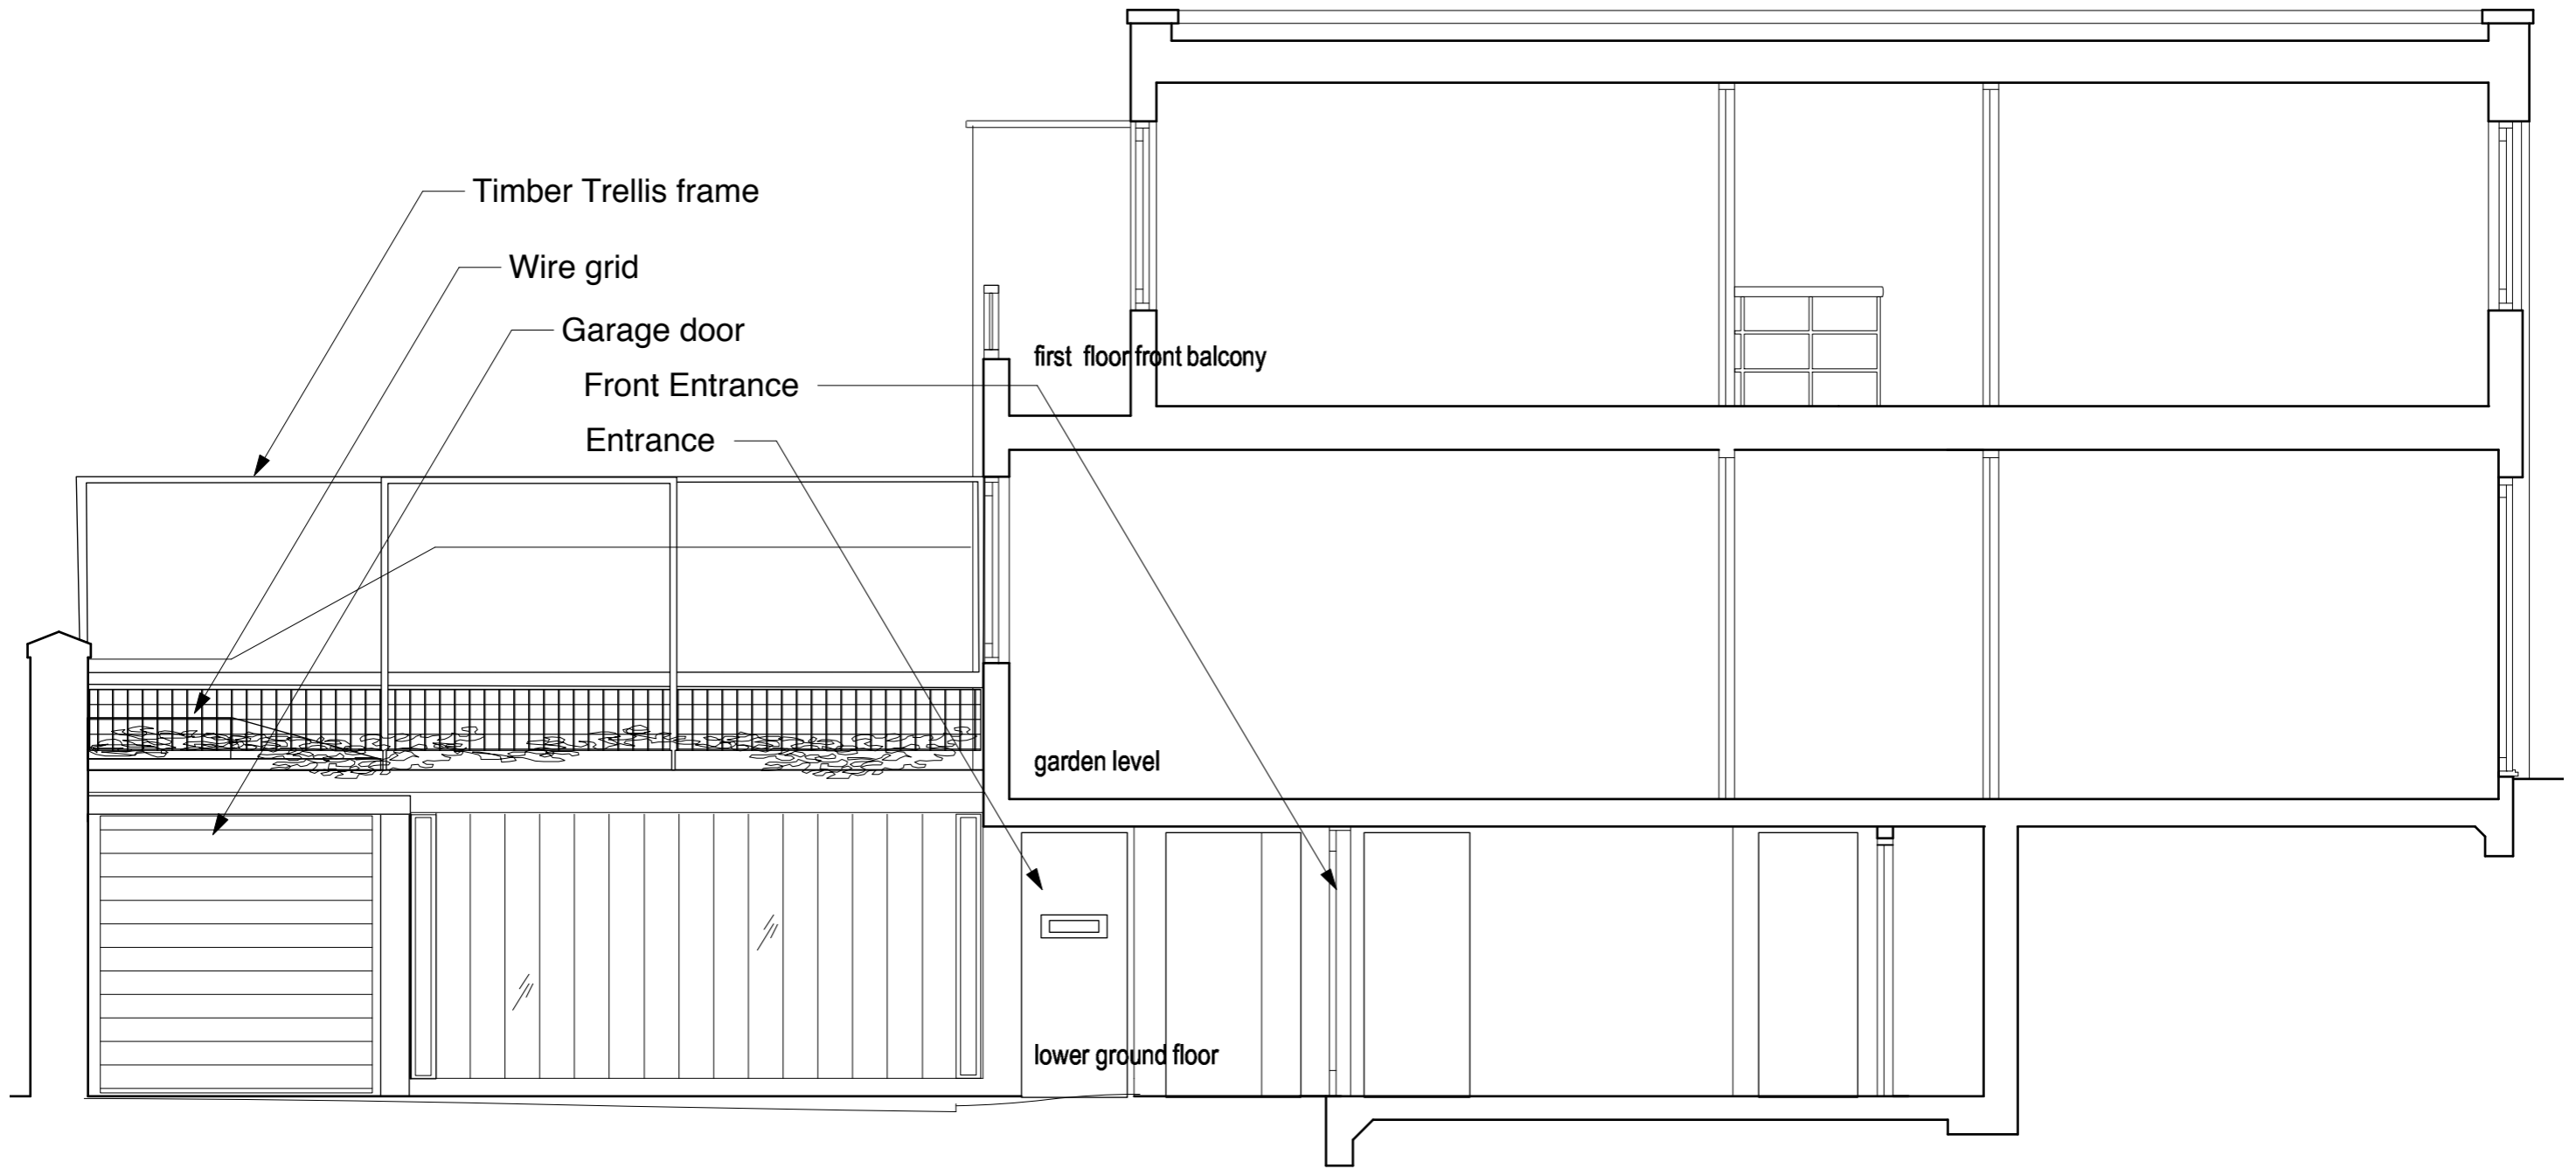 Timber Trellis frame
Wire grid
Garage door
first floor front balcony
Front Entrance
Entrance
garden level
lower ground floor